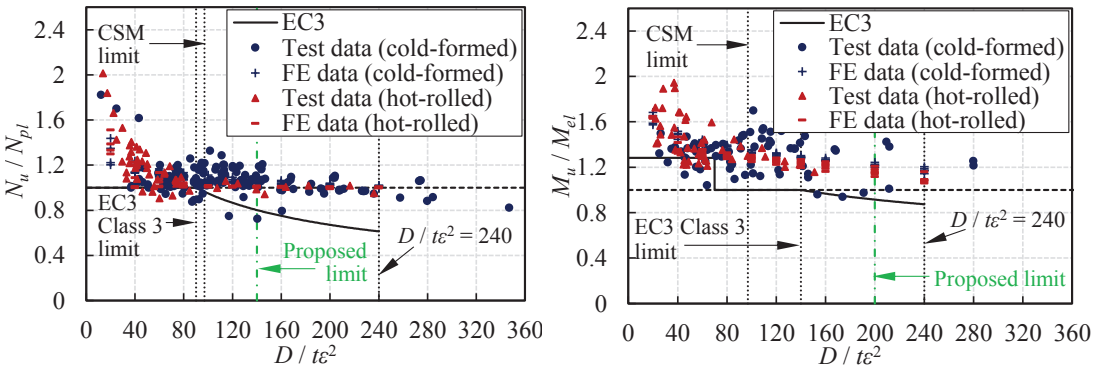 EC3
Test data (cold-formed)
FE data (cold-formed)
Test data (hot-rolled)
FE data (hot-rolled)
CSM
limit
2.4
2
1.6
1.2
0.8
0.4
0
N_u / N_pl
EC3
Class 3
limit
D / tε² = 240
Proposed
limit
0 40 80 120 160 200 240 280 320 360
D / tε²
EC3
Test data (cold-formed)
FE data (cold-formed)
Test data (hot-rolled)
FE data (hot-rolled)
CSM
limit
2.4
2
1.6
1.2
0.8
0.4
0
M_u / M_el
EC3 Class 3
limit
D / tε² = 240
Proposed limit
0 40 80 120 160 200 240 280 320 360
D / tε²